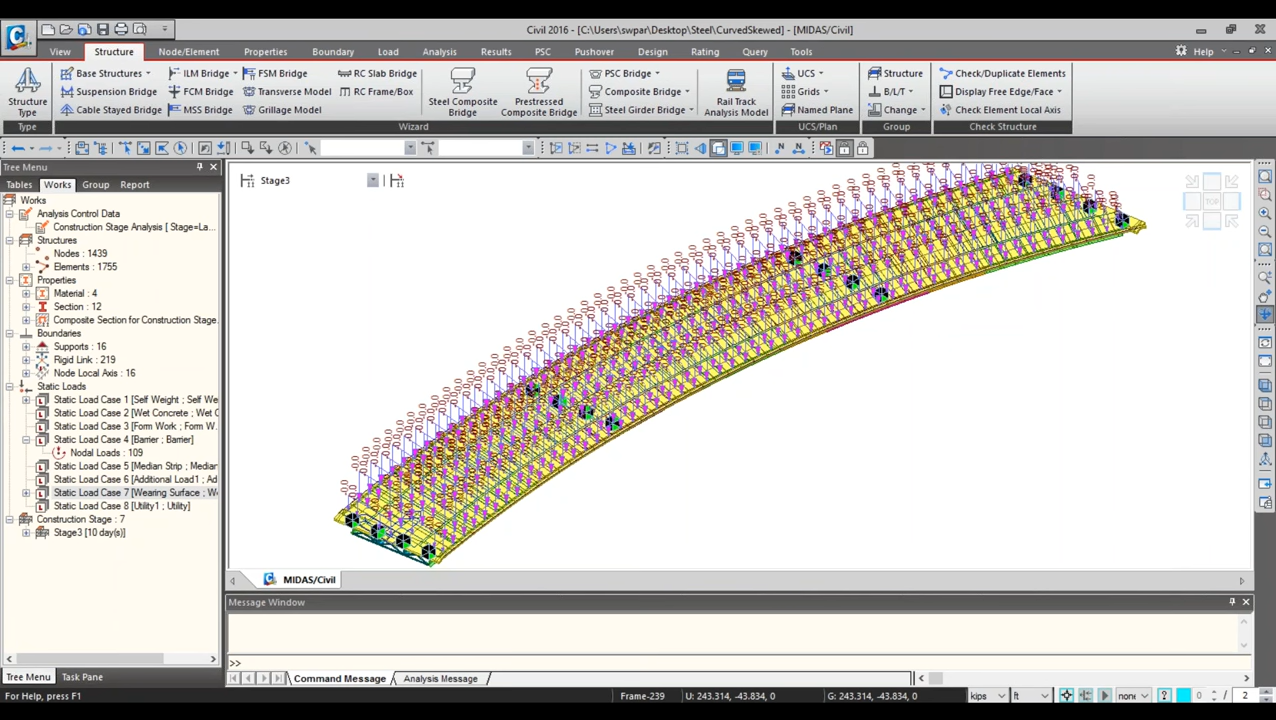 Civil 2016 - [C:\Users\swpar\Desktop\Steel\CurvedSkewed] - [MIDAS/Civil]
View Structure Node/Element Properties Boundary Load Analysis Results PSC Pushover Design Rating Query Tools Help
Base Structures ILM Bridge FSM Bridge RC Slab Bridge PSC Bridge UCS Structure Check/Duplicate Elements
Suspension Bridge FCM Bridge Transverse Model RC Frame/Box Composite Bridge Grids B/L/T Display Free Edge/Face
Cable Stayed Bridge MSS Bridge Grillage Model Steel Girder Bridge Named Plane Change Check Element Local Axis
Structure Type
Steel Composite Bridge
Prestressed Composite Bridge
Rail Track Analysis Model
Type Wizard UCS/Plan Group Check Structure
Tree Menu
Tables Works Group Report
Works
Analysis Control Data
Construction Stage Analysis [ Stage=La...
Structures
Nodes : 1439
Elements : 1755
Properties
Material : 4
Section : 12
Composite Section for Construction Stage
Boundaries
Supports : 16
Rigid Link : 219
Node Local Axis : 16
Static Loads
Static Load Case 1 [Self Weight ; Self We
Static Load Case 2 [Wet Concrete ; Wet C
Static Load Case 3 [Form Work ; Form W
Static Load Case 4 [Barrier ; Barrier]
Nodal Loads : 109
Static Load Case 5 [Median Strip ; Median
Static Load Case 6 [Additional Load1 ; Ad
Static Load Case 7 [Wearing Surface ; We
Static Load Case 8 [Utility1 ; Utility]
Construction Stage : 7
Stage3 [10 day(s)]
Stage3
TOP
MIDAS/Civil
Message Window
>>
Command Message Analysis Message
Tree Menu Task Pane
For Help, press F1 Frame-239 U: 243.314, -43.834, 0 G: 243.314, -43.834, 0 kips ft none ? 0 / 2